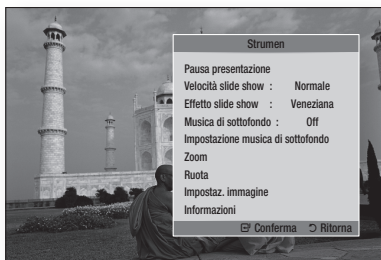 Strumen
Pausa presentazione
Velocità slide show : Normale
Effetto slide show : Veneziana
Musica di sottofondo : Off
Impostazione musica di sottofondo
Zoom
Ruota
Impostaz. immagine
Informazioni
Conferma Ritorna